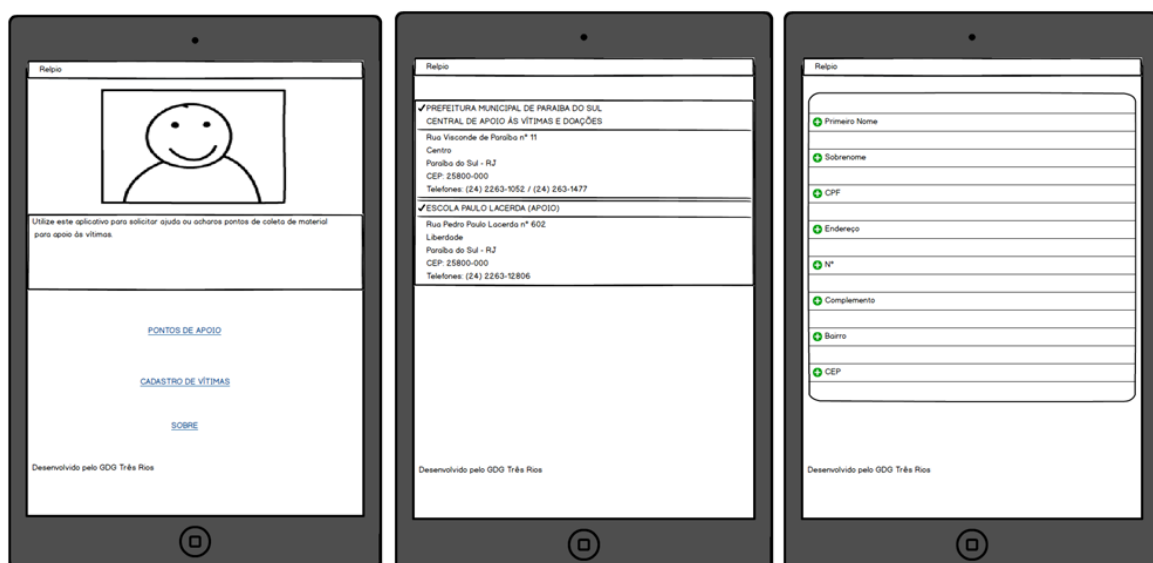 Relpio
Utilize este aplicativo para solicitar ajuda ou acharos pontos de coleta de material
para apoio às vítimas.
PONTOS DE APOIO
CADASTRO DE VÍTIMAS
SOBRE
Desenvolvido pelo GDG Três Rios
Relpio
PREFEITURA MUNICIPAL DE PARAIBA DO SUL
CENTRAL DE APOIO ÀS VÍTIMAS E DOAÇÕES
Rua Visconde de Paraíba nº 11
Centro
Paraíba do Sul - RJ
CEP: 25800-000
Telefones: (24) 2263-1052 / (24) 263-1477
ESCOLA PAULO LACERDA (APOIO)
Rua Pedro Paulo Lacerda nº 602
Liberdade
Paraíba do Sul - RJ
CEP: 25800-000
Telefones: (24) 2263-12806
Desenvolvido pelo GDG Três Rios
Relpio
Primeiro Nome
Sobrenome
CPF
Endereço
Nº
Complemento
Bairro
CEP
Desenvolvido pelo GDG Três Rios